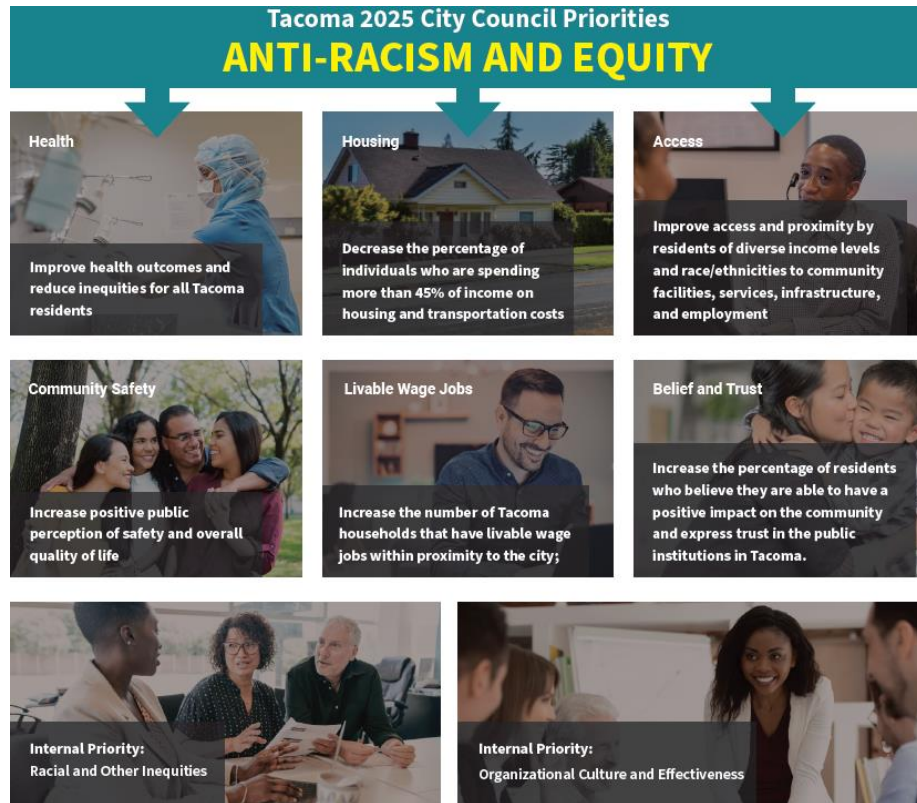 Tacoma 2025 City Council Priorities
ANTI-RACISM AND EQUITY
Health
Improve health outcomes and
reduce inequities for all Tacoma
residents
Housing
Decrease the percentage of
individuals who are spending
more than 45% of income on
housing and transportation costs
Access
Improve access and proximity by
residents of diverse income levels
and race/ethnicities to community
facilities, services, infrastructure,
and employment
Community Safety
Increase positive public
perception of safety and overall
quality of life
Livable Wage Jobs
Increase the number of Tacoma
households that have livable wage
jobs within proximity to the city;
Belief and Trust
Increase the percentage of residents
who believe they are able to have a
positive impact on the community
and express trust in the public
institutions in Tacoma.
Internal Priority:
Racial and Other Inequities
Internal Priority:
Organizational Culture and Effectiveness